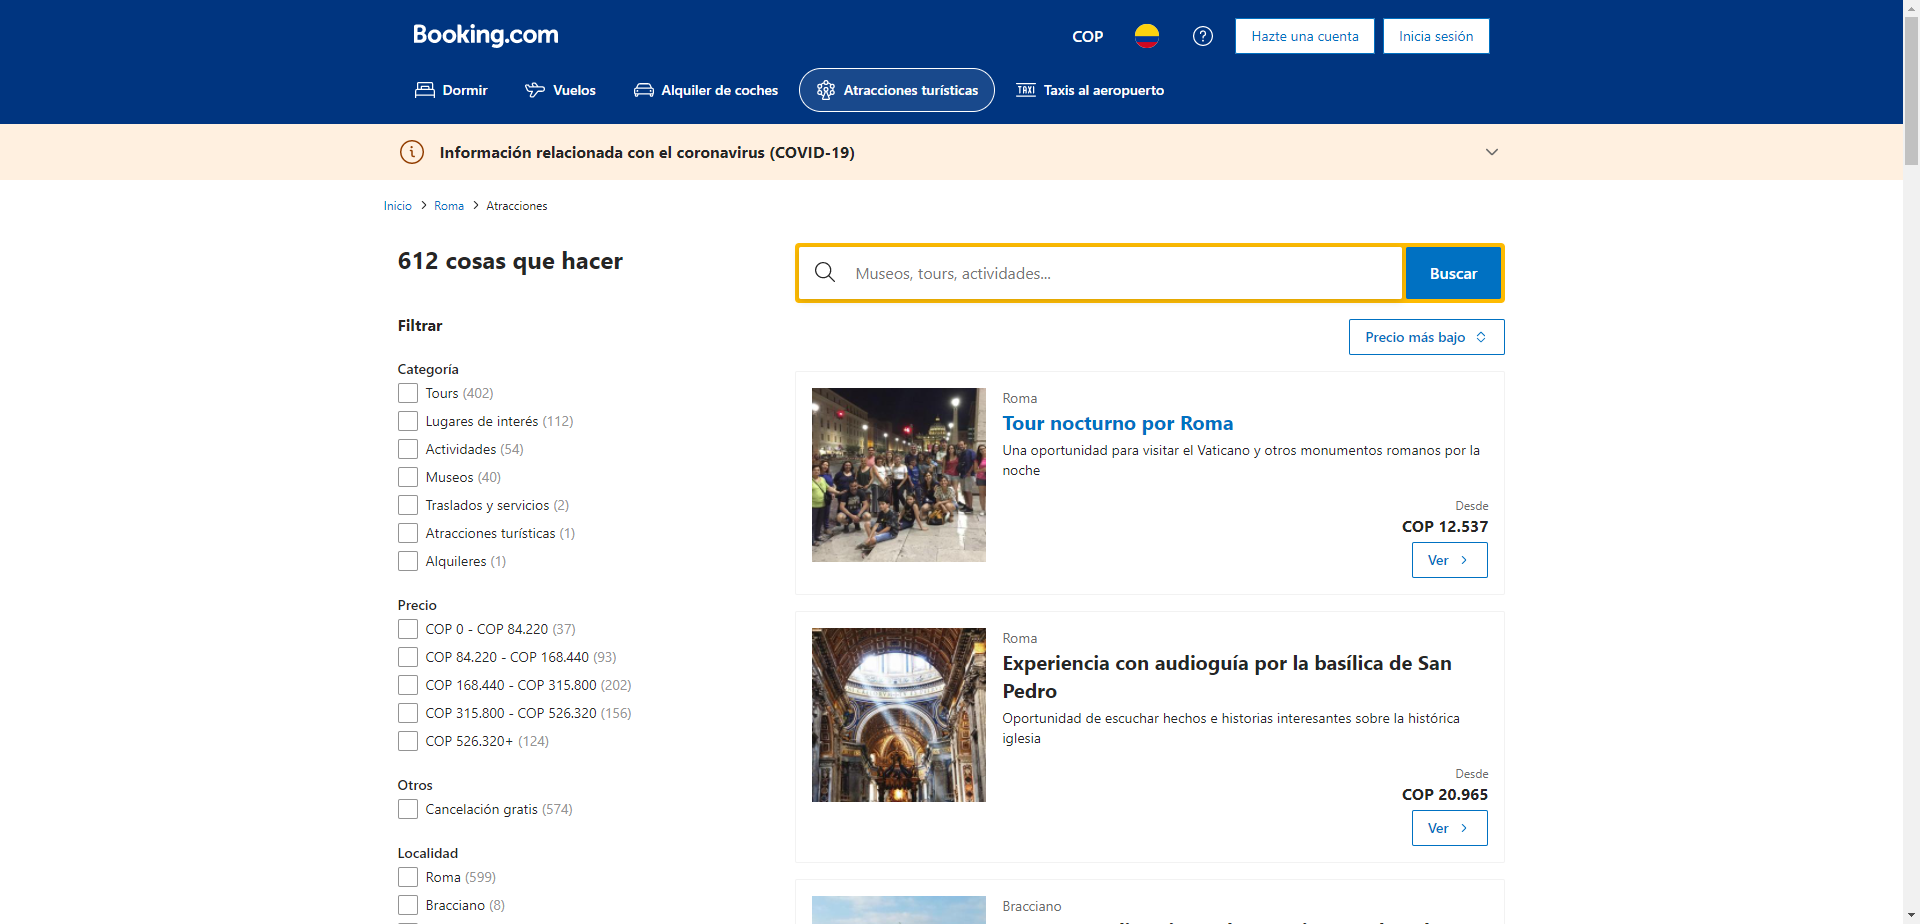 Booking.com
COP
Hazte una cuenta
Inicia sesión
Dormir
Vuelos
Alquiler de coches
Atracciones turísticas
TAXI
Taxis al aeropuerto
Información relacionada con el coronavirus (COVID-19)
Inicio > Roma > Atracciones
612 cosas que hacer
Museos, tours, actividades...
Buscar
Precio más bajo
Filtrar
Categoría
Tours (402)
Lugares de interés (112)
Actividades (54)
Museos (40)
Traslados y servicios (2)
Atracciones turísticas (1)
Alquileres (1)
Precio
COP 0 - COP 84.220 (37)
COP 84.220 - COP 168.440 (93)
COP 168.440 - COP 315.800 (202)
COP 315.800 - COP 526.320 (156)
COP 526.320+ (124)
Otros
Cancelación gratis (574)
Localidad
Roma (599)
Bracciano (8)
Roma
Tour nocturno por Roma
Una oportunidad para visitar el Vaticano y otros monumentos romanos por la
noche
Desde
COP 12.537
Ver
Roma
Experiencia con audioguía por la basílica de San
Pedro
Oportunidad de escuchar hechos e historias interesantes sobre la histórica
iglesia
Desde
COP 20.965
Ver
Bracciano